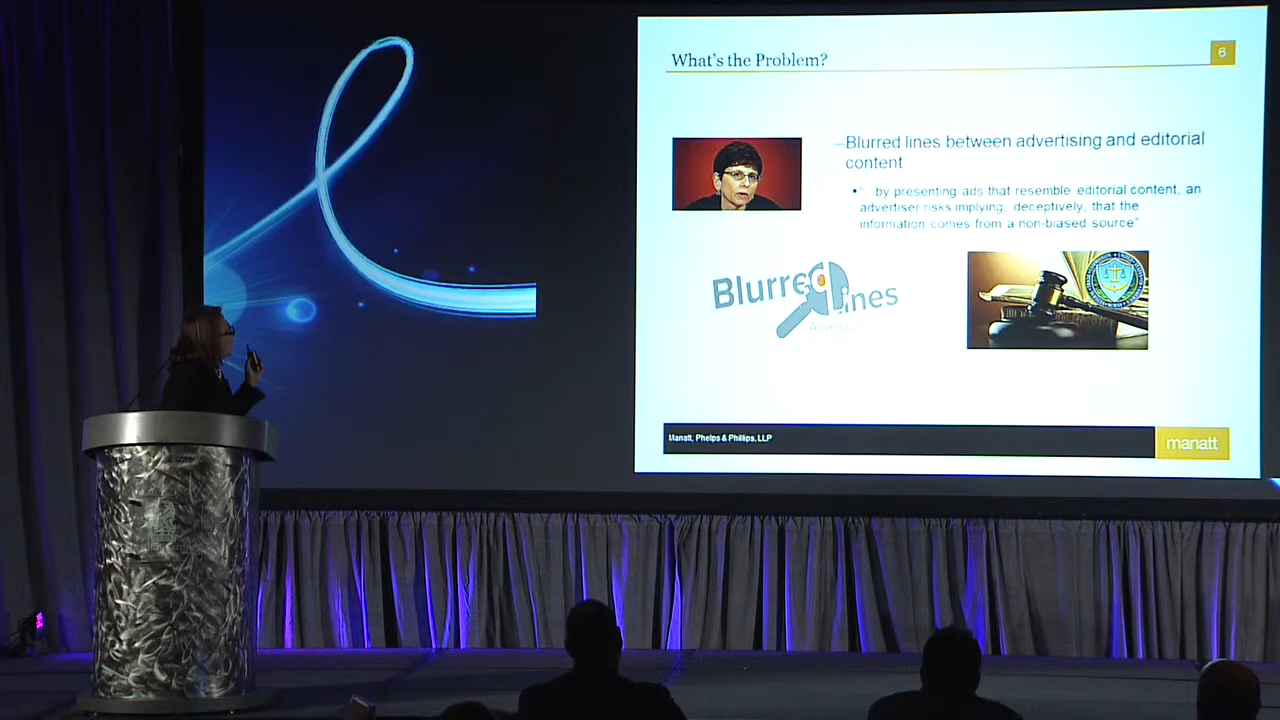 What's the Problem?
6
–Blurred lines between advertising and editorial
content
•" by presenting ads that resemble editorial content, an
advertiser risks implying, deceptively, that the
information comes from a non-biased source"
Blurred
lines
Manatt, Phelps & Phillips, LLP
manatt